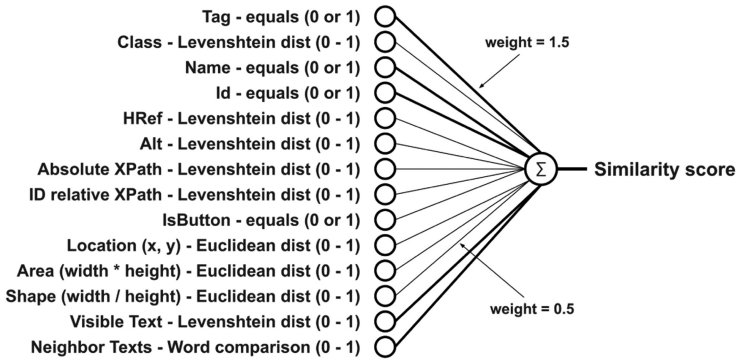 Tag - equals (0 or 1)
Class - Levenshtein dist (0 - 1)
Name - equals (0 or 1)
Id - equals (0 or 1)
HRef - Levenshtein dist (0 - 1)
Alt - Levenshtein dist (0 - 1)
Absolute XPath - Levenshtein dist (0 - 1)
ID relative XPath - Levenshtein dist (0 - 1)
IsButton - equals (0 or 1)
Location (x, y) - Euclidean dist (0 - 1)
Area (width * height) - Euclidean dist (0 - 1)
Shape (width / height) - Euclidean dist (0 - 1)
Visible Text - Levenshtein dist (0 - 1)
Neighbor Texts - Word comparison (0 - 1)
weight = 1.5
Σ
Similarity score
weight = 0.5